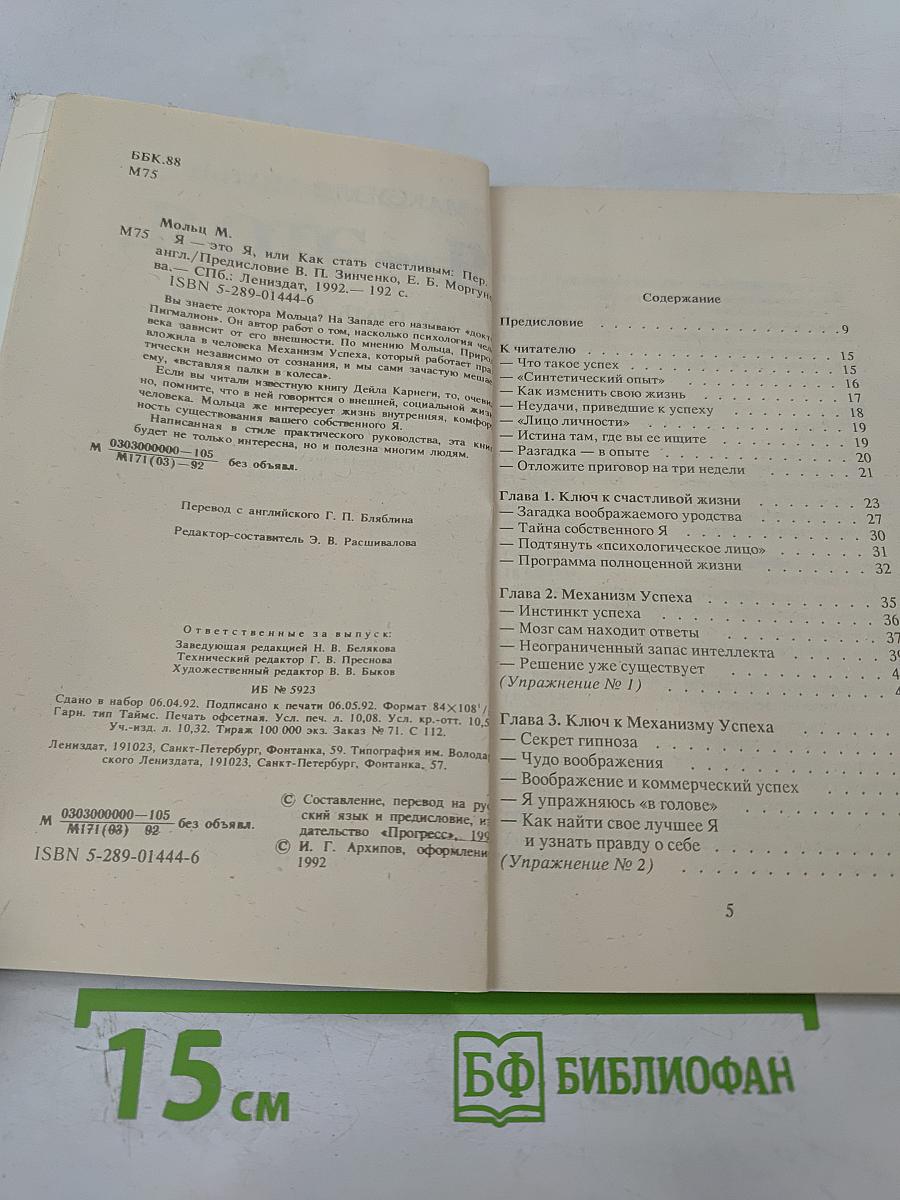 ББК.88
М75
Мольц М.
М75 Я — это Я, или Как стать счастливым: Пер.
англ./Предисловие В. П. Зинченко, Е. Б. Моргун
ва.— СПб.: Лениздат, 1992.— 192 с.
ISBN 5-289-01444-6
Вы знаете доктора Мольца? На Западе его называют «докт
Пигмалион». Он автор работ о том, насколько психология чел
века зависит от его внешности. По мнению Мольца, Приро
вложила в человека Механизм Успеха, который работает пра
тически независимо от сознания, и мы сами зачастую меша
ему, «вставляя палки в колеса».
Если вы читали известную книгу Дейла Карнеги, то, очеви
но, помните, что в ней говорится о внешней, социальной жиз
человека. Мольца же интересует жизнь внутренняя, комфор
ность существования вашего собственного Я.
Написанная в стиле практического руководства, эта кни
будет не только интересна, но и полезна многим людям.
М 0303000000—105
М171(03)—92 без объявл.
Перевод с английского Г. П. Бляблина
Редактор-составитель Э. В. Расшивалова
Ответственные за выпуск:
Заведующая редакцией Н. В. Белякова
Технический редактор Г. В. Преснова
Художественный редактор В. В. Быков
ИБ № 5923
Сдано в набор 06.04.92. Подписано к печати 06.05.92. Формат 84×108¹/
Гарн. тип Таймс. Печать офсетная. Усл. печ. л. 10,08. Усл. кр.-отт. 10,5
Уч.-изд. л. 10,32. Тираж 100 000 экз. Заказ № 71. С 112.
Лениздат, 191023, Санкт-Петербург, Фонтанка, 59. Типография им. Волода
ского Лениздата, 191023, Санкт-Петербург, Фонтанка, 57.
М 0303000000—105
М171(03) 92 без объявл.
ISBN 5-289-01444-6
© Составление, перевод на рус
ский язык и предисловие, и
дательство «Прогресс», 199
© И. Г. Архипов, оформлени
1992
Содержание
Предисловие . . . . . . . . . . . . . . . . 9
К читателю . . . . . . . . . . . . . . . . 15
— Что такое успех . . . . . . . . . . . . 15
— «Синтетический опыт» . . . . . . . . . 16
— Как изменить свою жизнь . . . . . . . 17
— Неудачи, приведшие к успеху . . . . . . 18
— «Лицо личности» . . . . . . . . . . . . 19
— Истина там, где вы ее ищите . . . . . . 19
— Разгадка — в опыте . . . . . . . . . . 20
— Отложите приговор на три недели . . . . 21
Глава 1. Ключ к счастливой жизни . . . . . . 23
— Загадка воображаемого уродства . . . . . 27
— Тайна собственного Я . . . . . . . . . . 30
— Подтянуть «психологическое лицо» . . . . 31
— Программа полноценной жизни . . . . . . 32
Глава 2. Механизм Успеха . . . . . . . . . . 35
— Инстинкт успеха . . . . . . . . . . . . 36
— Мозг сам находит ответы . . . . . . . . 37
— Неограниченный запас интеллекта . . . . 39
— Решение уже существует . . . . . . . . 4
(Упражнение № 1) . . . . . . . . . . . . 4
Глава 3. Ключ к Механизму Успеха . . . . . .
— Секрет гипноза . . . . . . . . . . . .
— Чудо воображения . . . . . . . . . . .
— Воображение и коммерческий успех . . . .
— Я упражняюсь «в голове» . . . . . . . .
— Как найти свое лучшее Я
и узнать правду о себе . . . . . . . . .
(Упражнение № 2) . . . . . . . . . . . .
5
15 см
БФ БИБЛИОФАН